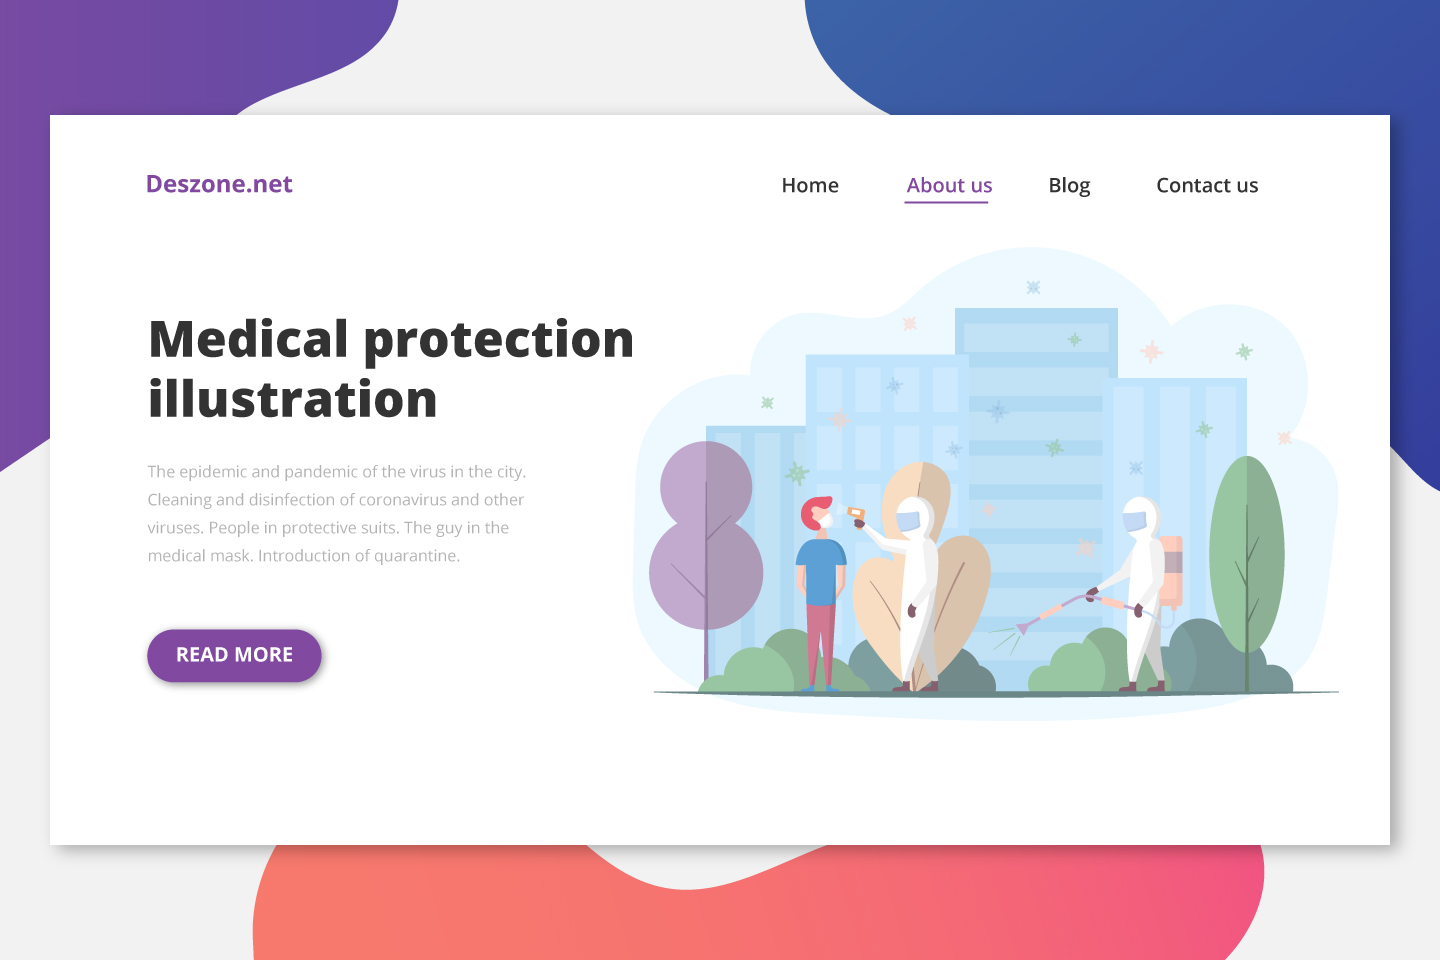 Deszone.net
Home About us Blog Contact us
Medical protection
illustration
The epidemic and pandemic of the virus in the city.
Cleaning and disinfection of coronavirus and other
viruses. People in protective suits. The guy in the
medical mask. Introduction of quarantine.
READ MORE